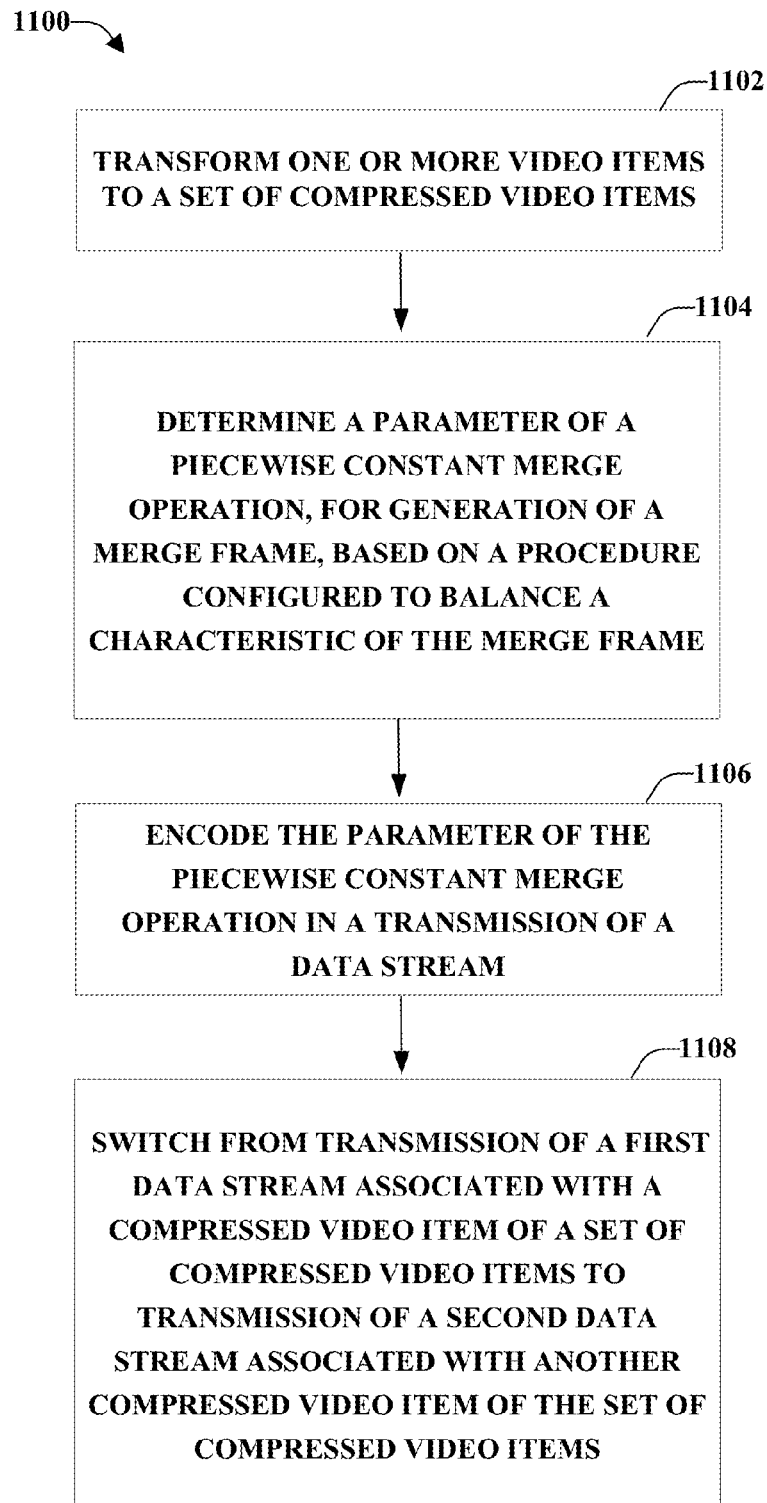 1100
1102
TRANSFORM ONE OR MORE VIDEO ITEMS
TO A SET OF COMPRESSED VIDEO ITEMS
1104
DETERMINE A PARAMETER OF A
PIECEWISE CONSTANT MERGE
OPERATION, FOR GENERATION OF A
MERGE FRAME, BASED ON A PROCEDURE
CONFIGURED TO BALANCE A
CHARACTERISTIC OF THE MERGE FRAME
1106
ENCODE THE PARAMETER OF THE
PIECEWISE CONSTANT MERGE
OPERATION IN A TRANSMISSION OF A
DATA STREAM
1108
SWITCH FROM TRANSMISSION OF A FIRST
DATA STREAM ASSOCIATED WITH A
COMPRESSED VIDEO ITEM OF A SET OF
COMPRESSED VIDEO ITEMS TO
TRANSMISSION OF A SECOND DATA
STREAM ASSOCIATED WITH ANOTHER
COMPRESSED VIDEO ITEM OF THE SET OF
COMPRESSED VIDEO ITEMS